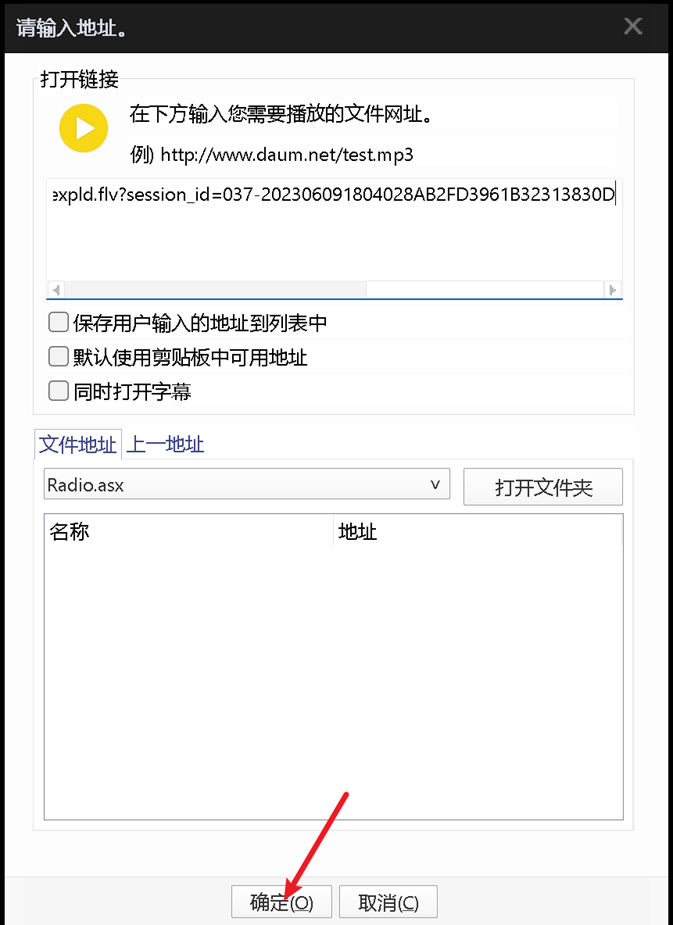 请输入地址。
打开链接
在下方输入您需要播放的文件网址。
例) http://www.daum.net/test.mp3
expld.flv?session_id=037-202306091804028AB2FD3961B32313830D
保存用户输入的地址到列表中
默认使用剪贴板中可用地址
同时打开字幕
文件地址 上一地址
Radio.asx 打开文件夹
名称 地址
确定(O) 取消(C)